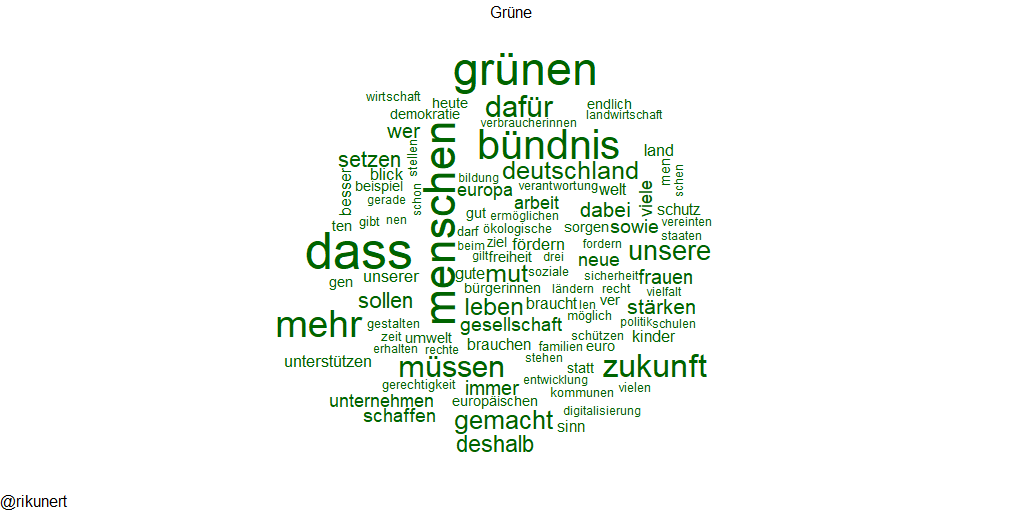 Grüne
grünen
wirtschaft
heute
dafür
endlich
demokratie
landwirtschaft
verbraucherinnen
wer
menschen
bündnis
stellen
setzen
land
blick
deutschland
men
schen
besser
beispiel
bildung
europa
verantwortung
welt
viele
gerade
schon
arbeit
dabei
schutz
gut
ermöglichen
ten
gibt
nen
darf
ökologische
sorgen
sowie
vereinten
staaten
dass
beim
ziel
fördern
fordern
unsere
gilt
freiheit
drei
neue
gen
unserer
gute
mut
soziale
sicherheit
frauen
bürgerinnen
ländern
recht
vielfalt
sollen
leben
braucht
len
ver
stärken
mehr
gestalten
gesellschaft
möglich
politik
schulen
zeit
umwelt
brauchen
schützen
kinder
erhalten
rechte
familien
euro
unterstützen
müssen
stehen
statt
zukunft
gerechtigkeit
immer
entwicklung
kommunen
vielen
unternehmen
europäischen
schaffen
gemacht
digitalisierung
sinn
deshalb
@rikunert